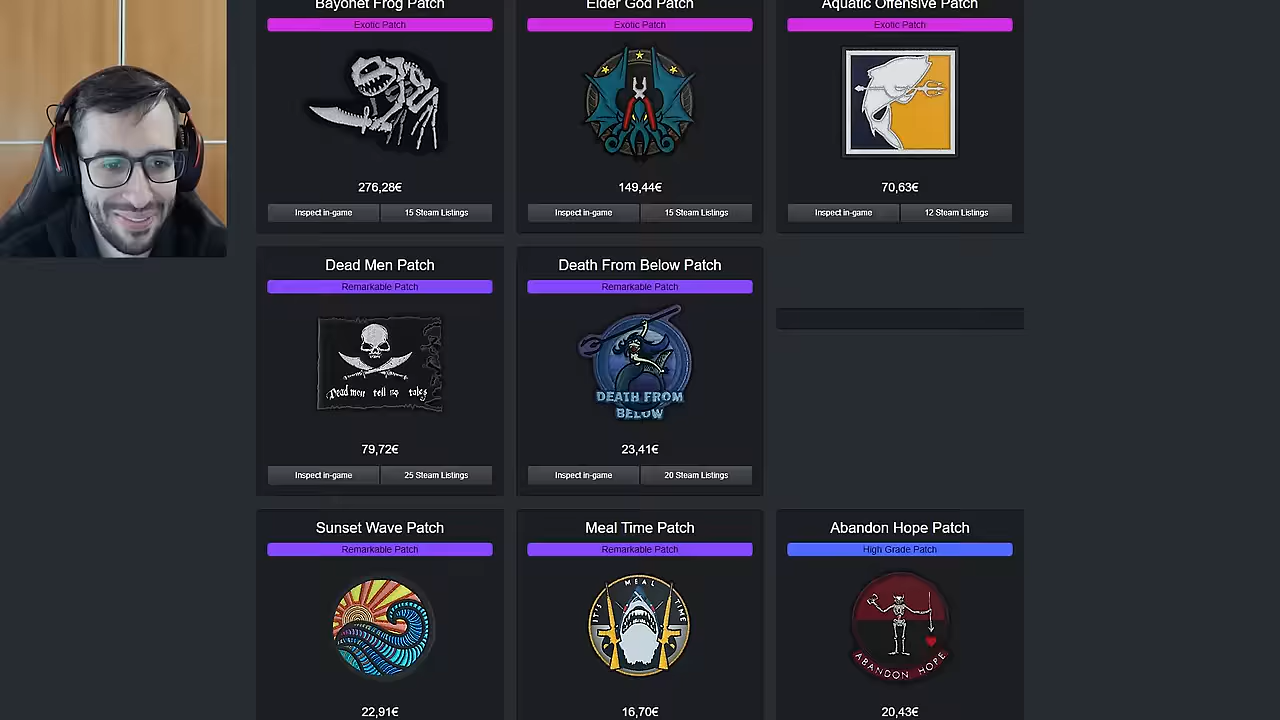 Bayonet Frog Patch
Exotic Patch
276,28€
Inspect in-game
15 Steam Listings
Elder God Patch
Exotic Patch
149,44€
Inspect in-game
15 Steam Listings
Aquatic Offensive Patch
Exotic Patch
70,63€
Inspect in-game
12 Steam Listings
Dead Men Patch
Remarkable Patch
Dead men tell no tales
79,72€
Inspect in-game
25 Steam Listings
Death From Below Patch
Remarkable Patch
DEATH FROM
BELOW
23,41€
Inspect in-game
20 Steam Listings
Sunset Wave Patch
Remarkable Patch
22,91€
Meal Time Patch
Remarkable Patch
IT'S MEAL TIME
16,70€
Abandon Hope Patch
High Grade Patch
ABANDON HOPE
20,43€